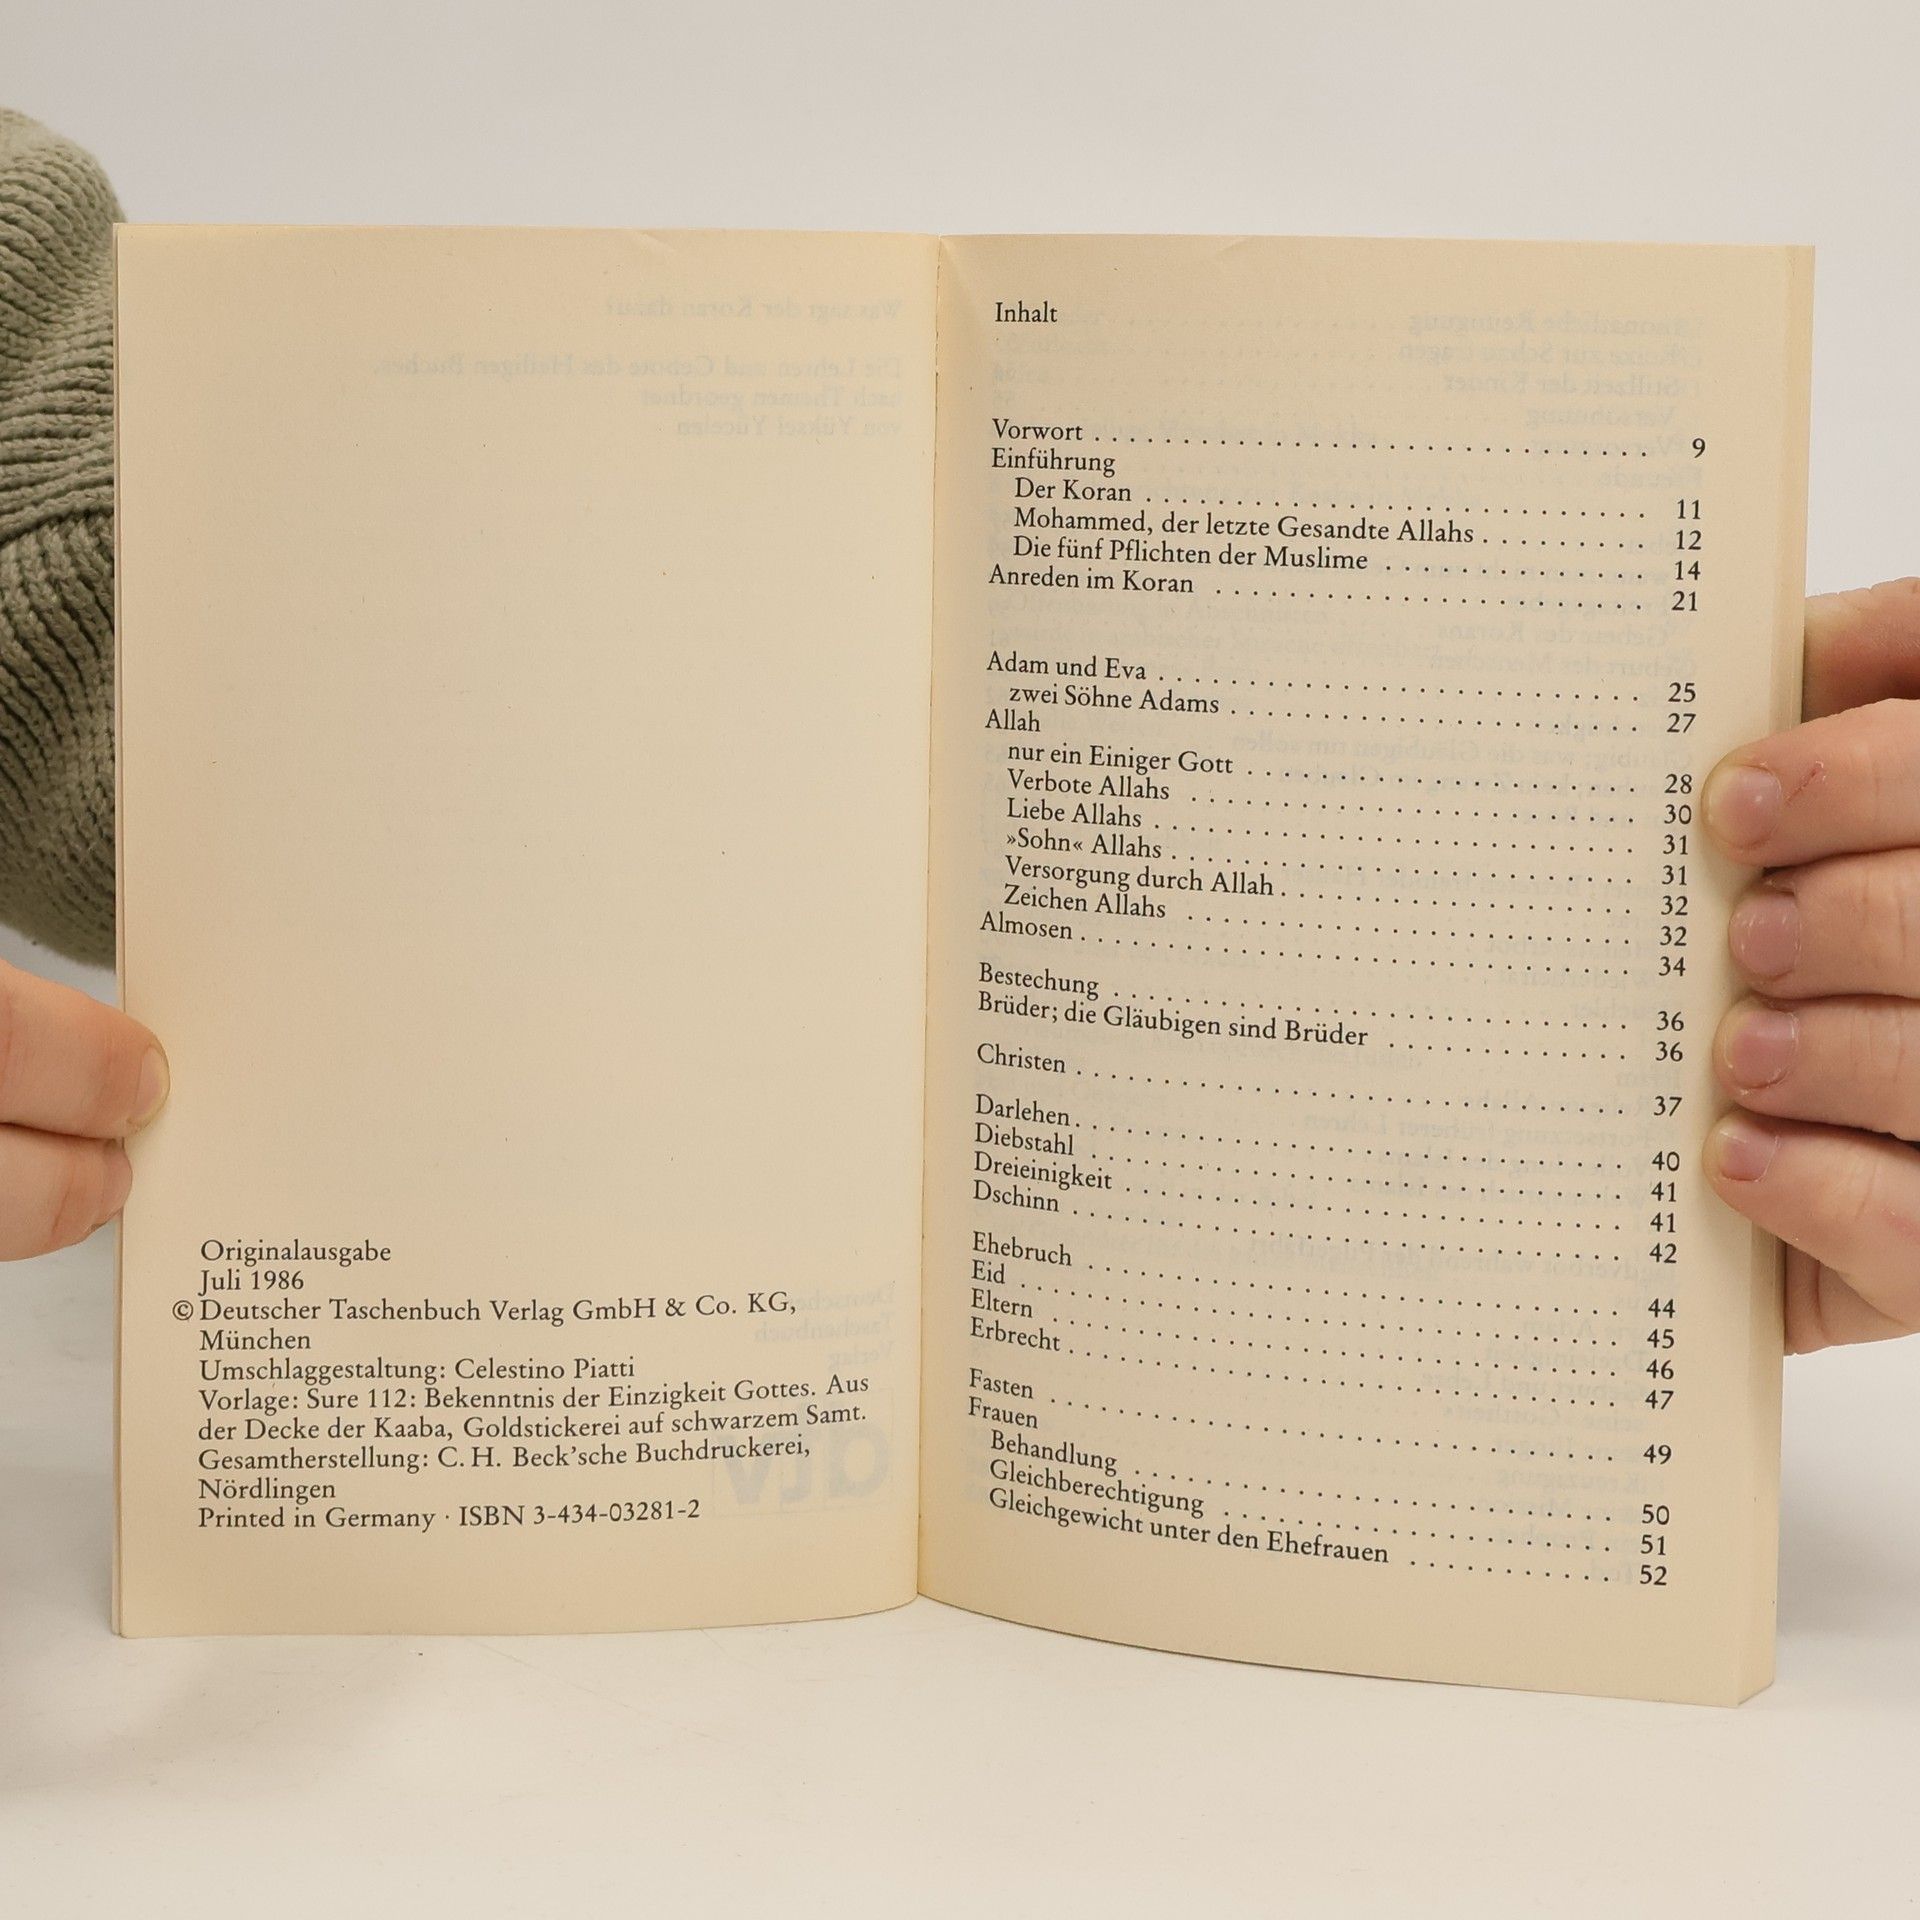 Originalausgabe
Juli 1986
© Deutscher Taschenbuch Verlag GmbH & Co. KG,
München
Umschlaggestaltung: Celestino Piatti
Vorlage: Sure 112: Bekenntnis der Einzigkeit Gottes. Aus
der Decke der Kaaba, Goldstickerei auf schwarzem Samt.
Gesamtherstellung: C. H. Beck'sche Buchdruckerei,
Nördlingen
Printed in Germany · ISBN 3-434-03281-2
Inhalt
Vorwort . . . . . . . . . . 9
Einführung
Der Koran . . . . . . . . . . 11
Mohammed, der letzte Gesandte Allahs . . . . . . . . . . 12
Die fünf Pflichten der Muslime . . . . . . . . . . 14
Anreden im Koran . . . . . . . . . . 21
Adam und Eva . . . . . . . . . . 25
zwei Söhne Adams . . . . . . . . . . 27
Allah
nur ein Einiger Gott . . . . . . . . . . 28
Verbote Allahs . . . . . . . . . . 30
Liebe Allahs . . . . . . . . . . 31
»Sohn« Allahs . . . . . . . . . . 31
Versorgung durch Allah . . . . . . . . . . 32
Zeichen Allahs . . . . . . . . . . 32
Almosen . . . . . . . . . . 34
Bestechung . . . . . . . . . . 36
Brüder; die Gläubigen sind Brüder . . . . . . . . . . 36
Christen . . . . . . . . . . 37
Darlehen . . . . . . . . . . 40
Diebstahl . . . . . . . . . . 41
Dreieinigkeit . . . . . . . . . . 41
Dschinn . . . . . . . . . . 42
Ehebruch . . . . . . . . . . 44
Eid . . . . . . . . . . 45
Eltern . . . . . . . . . . 46
Erbrecht . . . . . . . . . . 47
Fasten . . . . . . . . . . 49
Frauen
Behandlung . . . . . . . . . . 50
Gleichberechtigung . . . . . . . . . . 51
Gleichgewicht unter den Ehefrauen . . . . . . . . . . 52